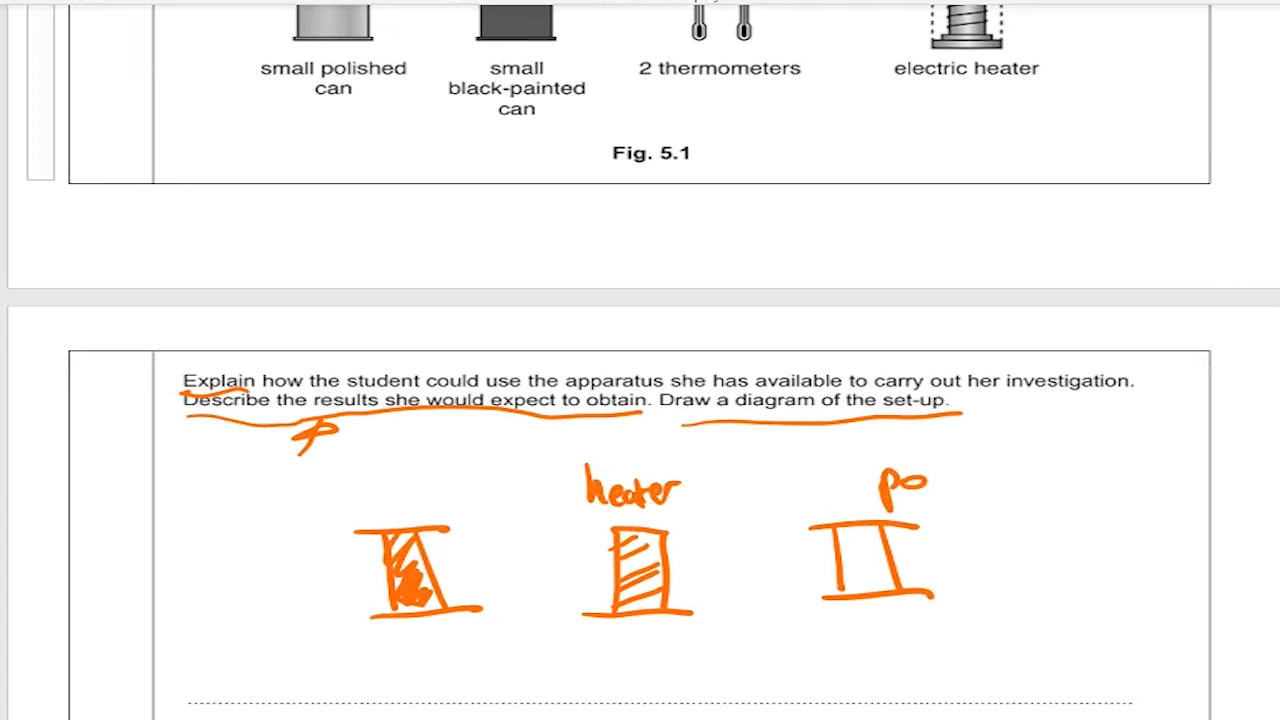 small polished can
small black-painted can
2 thermometers
electric heater
Fig. 5.1
Explain how the student could use the apparatus she has available to carry out her investigation.
Describe the results she would expect to obtain. Draw a diagram of the set-up.
heater
po